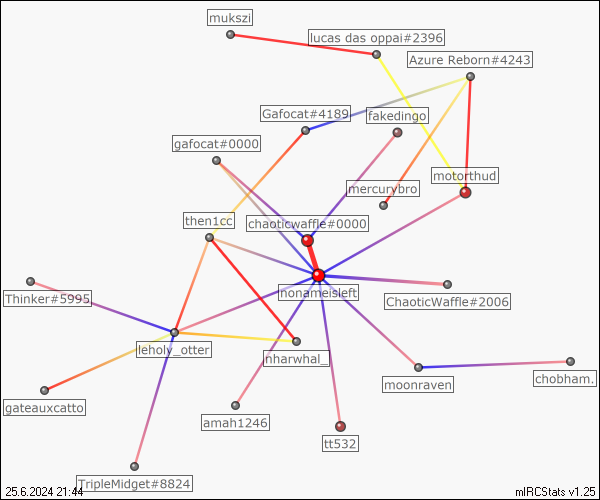 mukszi
lucas das oppai#2396
Azure Reborn#4243
Gafocat#4189
fakedingo
gafocat#0000
motorthud
mercurybro
then1cc
chaoticwaffle#0000
nonameisleft
Thinker#5995
ChaoticWaffle#2006
leholy_otter
nharwhal_
moonraven
chobham.
gateauxcatto
amah1246
tt532
TripleMidget#8824
25.6.2024 21:44
mIRCStats v1.25